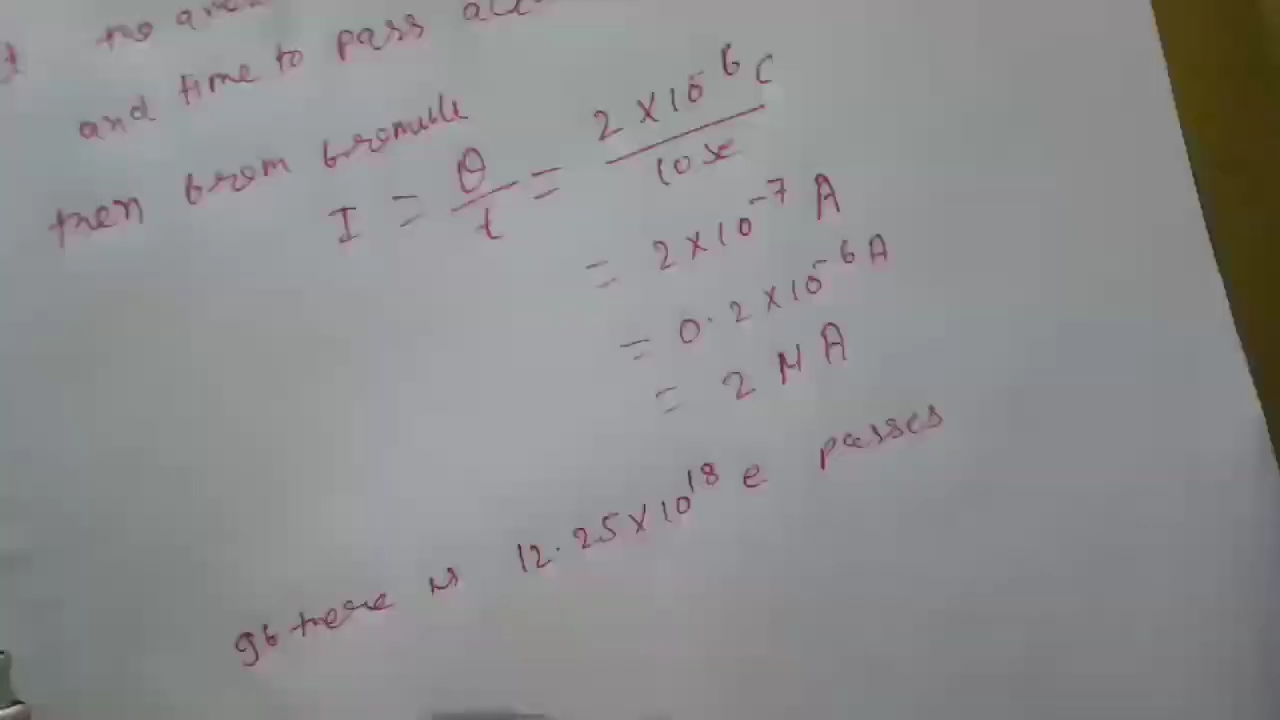 and time to pass
then from formula
I = Q/t = 2 × 10⁻⁶ C / 10 sec
= 2 × 10⁻⁷ A
= 0.2 × 10⁻⁶ A
= 2 μ A
If there is 12.25 × 10¹⁸ e passes